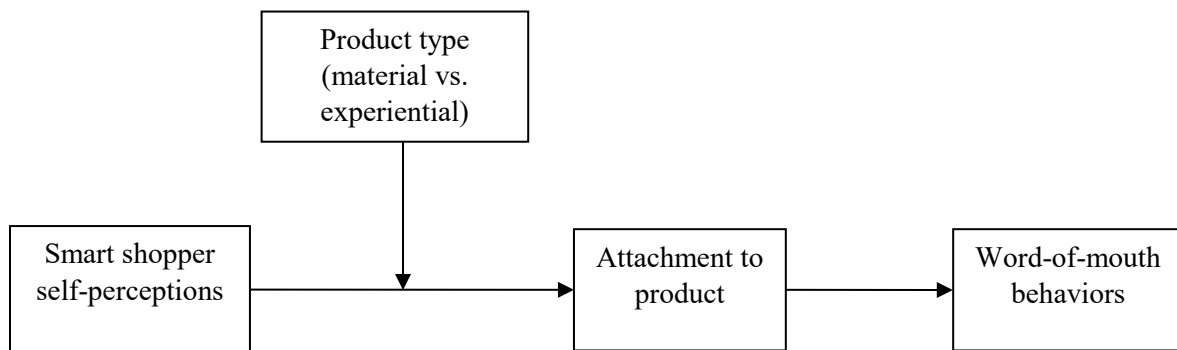 Product type
(material vs.
experiential)
Smart shopper
self-perceptions
Attachment to
product
Word-of-mouth
behaviors